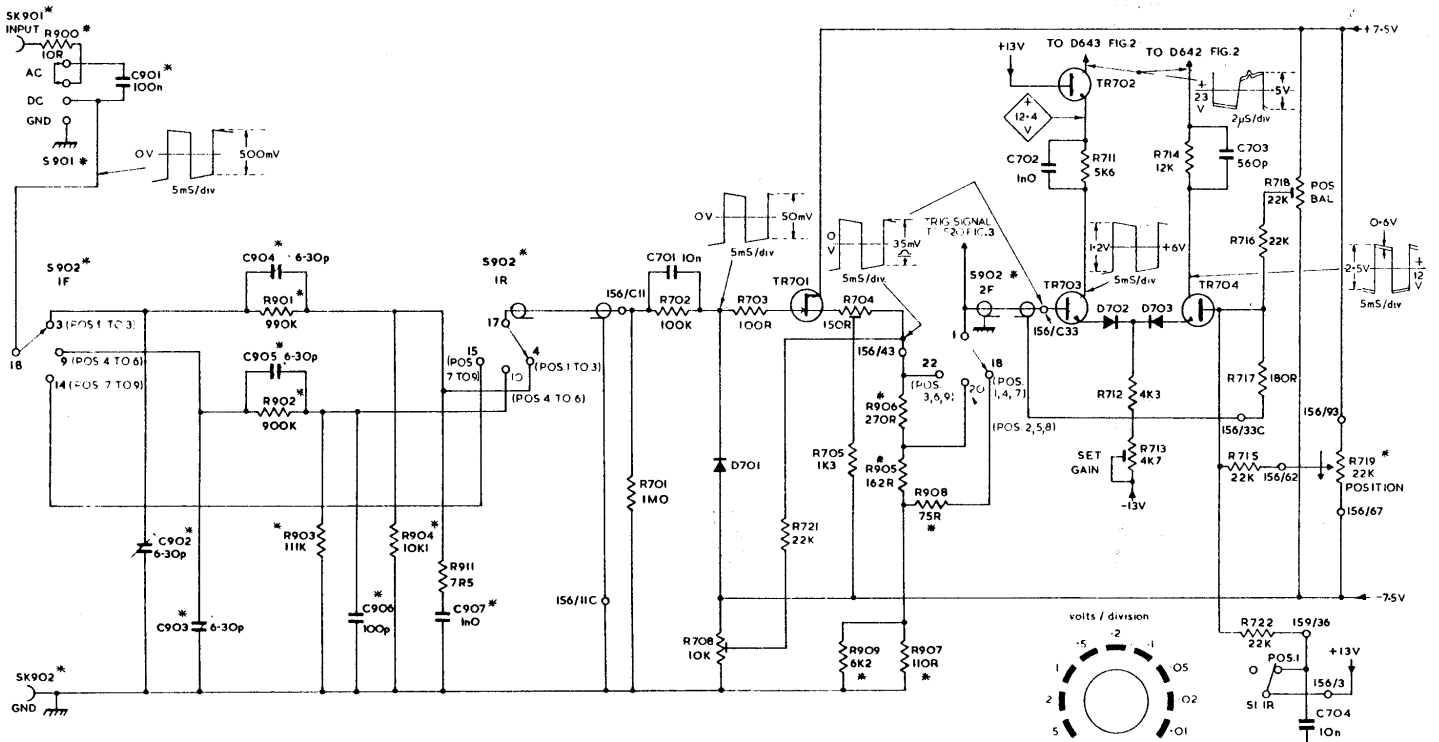 SK901 *
INPUT
R900 *
10R
AC
DC
GND
S901 *
C901 *
100n
OV
500mV
5mS/div
S902 *
1F
18
3 (POS 1 TO 3)
9 (POS 4 TO 6)
14 (POS 7 TO 9)
C904 * 6-30p
R901 *
990K
C905 * 6-30p
R902 *
900K
C902 *
6-30p
C903 * 6-30p
SK902 *
GND
* R903
111K
C906 *
100p
R904 *
10K1
R911
7R5
C907 *
1n0
S902 *
1R
17
15
(POS 7 TO 9)
4
(POS. 1 TO 3)
10
POS 4 TO 6)
156/C11
156/11C
R701
1M0
C701 10n
R702
100K
OV
50mV
5mS/div
R703
100R
TR701
D701
R708
10K
R721
22K
R704
150R
R705
1K3
O
V
35mV
5mS/div.
156/43
22
(POS. 3,6,9)
20
1
18
(POS. 1,4,7)
(POS. 2,5,8)
* R906
270R
* R905
162R
R908
75R
*
R909
6K2
*
R907
110R
*
TRIG SIGNAL
FIG.3
S902 *
2F
156/C33
+13V
TO D643 FIG.2
TO D642 FIG.2
TR702
+
12·4
V
C702
1n0
R711
5K6
R714
12K
C703
560p
+
23
V
·5V
2µS/div
1·2V
+6V
5mS/div
TR703
D702
D703
TR704
R712
4K3
R713
4K7
SET
GAIN
-13V
+7·5V
R718
22K
POS
BAL
R716
22K
R717
180R
156/33C
0·6V
2·5V
+
12
V
5mS/div
156/93
R715
22K
156/62
R719 *
22K
POSITION
156/67
-7·5V
R722
22K
159/36
POS.1
+13V
156/3
S1 1R
C704
10n
volts / division
5
2
1
·5
·2
·1
·05
·02
·01